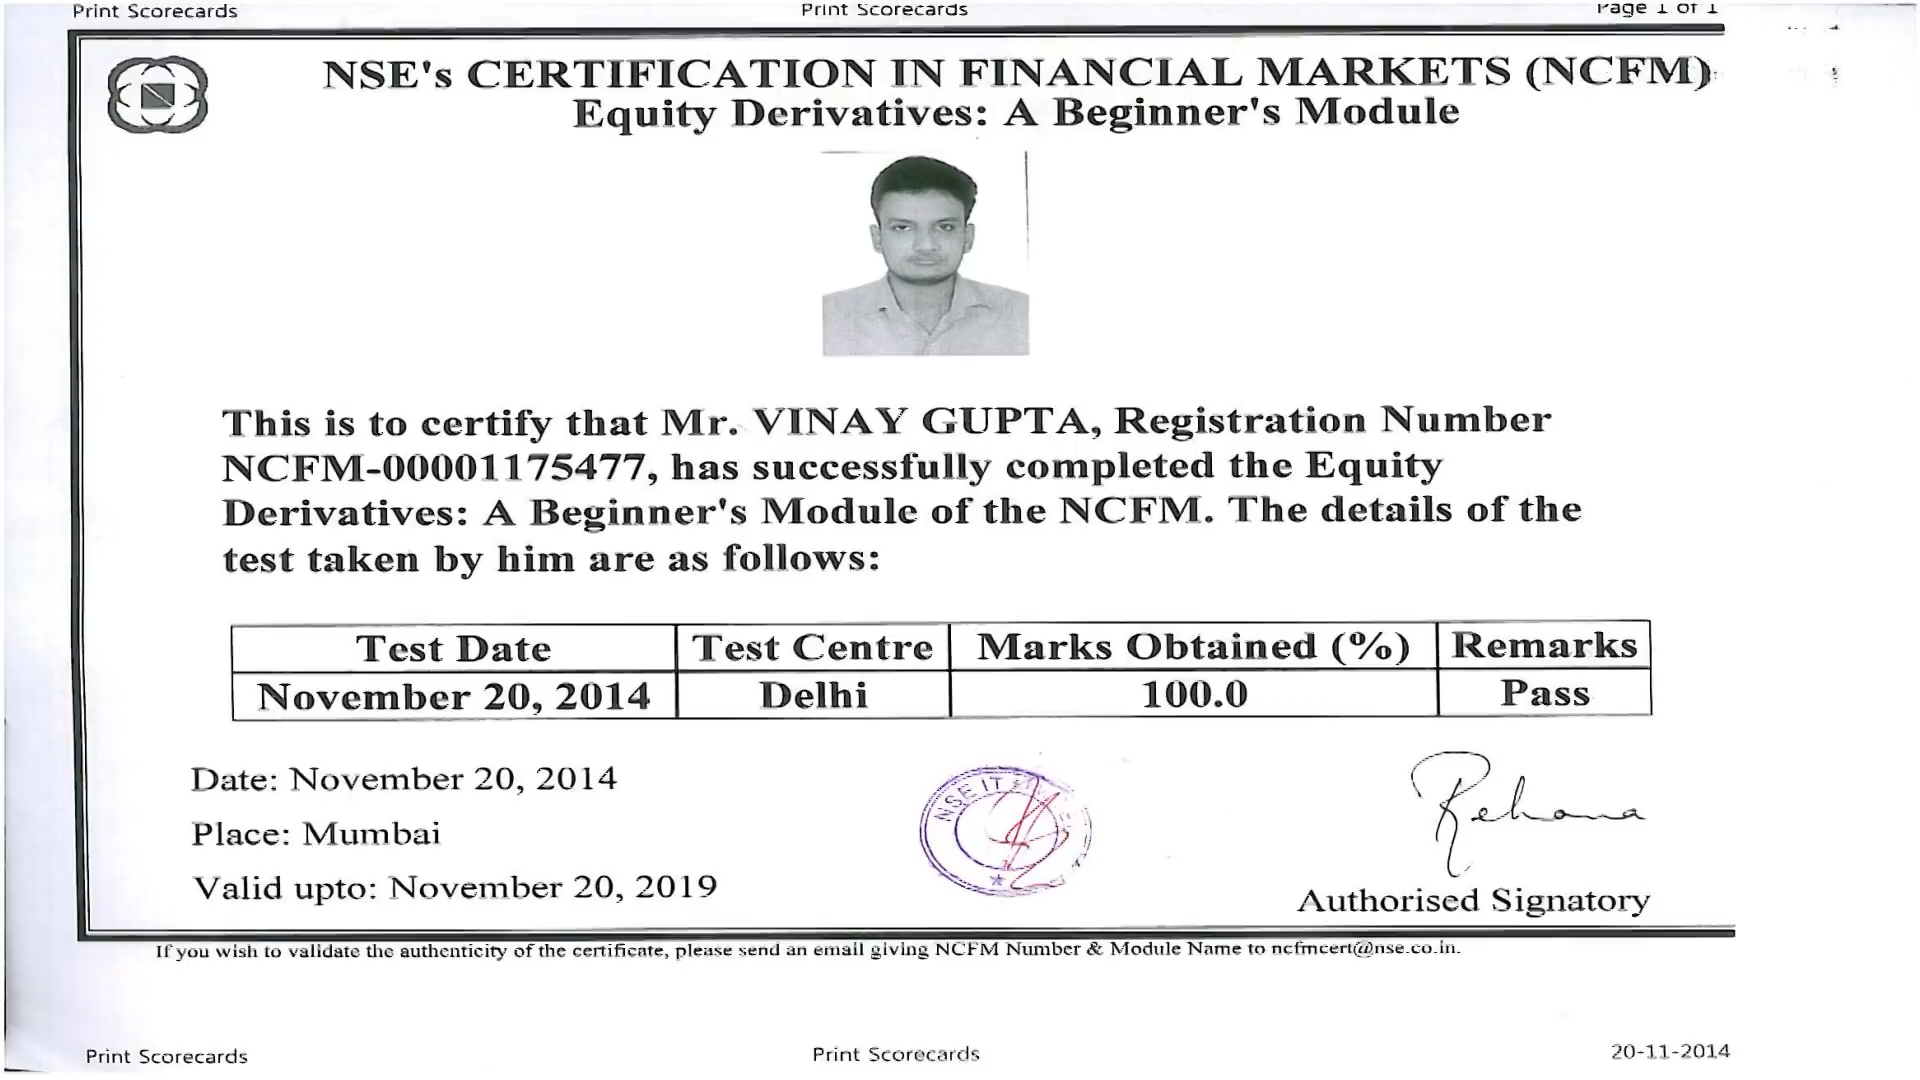 Print Scorecards Print Scorecards Page 1 of 1
NSE's CERTIFICATION IN FINANCIAL MARKETS (NCFM)
Equity Derivatives: A Beginner's Module
This is to certify that Mr. VINAY GUPTA, Registration Number
NCFM-00001175477, has successfully completed the Equity
Derivatives: A Beginner's Module of the NCFM. The details of the
test taken by him are as follows:
Test Date Test Centre Marks Obtained (%) Remarks
November 20, 2014 Delhi 100.0 Pass
Date: November 20, 2014
Place: Mumbai
Valid upto: November 20, 2019
NSE IT
Rehana
Authorised Signatory
If you wish to validate the authenticity of the certificate, please send an email giving NCFM Number & Module Name to ncfmcert@nse.co.in.
Print Scorecards Print Scorecards 20-11-2014